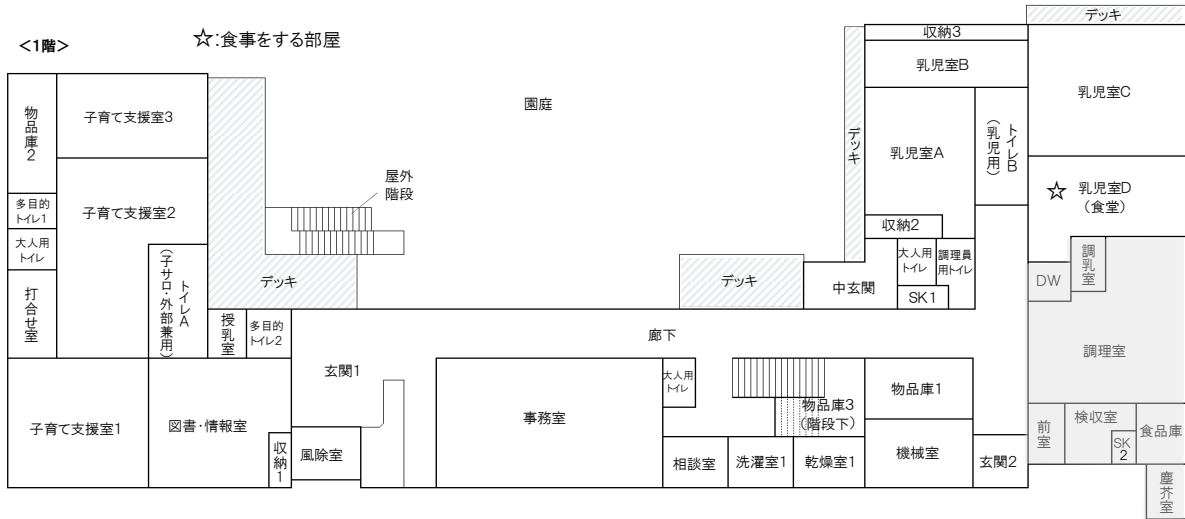 <1階>
☆:食事をする部屋
デッキ
収納3
乳児室B
乳児室C
園庭
デッキ
乳児室A
トイレB
(乳児用)
☆
乳児室D
(食堂)
物品庫2
子育て支援室3
屋外
階段
多目的
トイレ1
子育て支援室2
大人用
トイレ
収納2
大人用
トイレ
調理員
用トイレ
調乳室
DW
打合せ室
トイレA
(子サロ・外部兼用)
デッキ
デッキ
中玄関
SK1
授乳室
多目的
トイレ2
廊下
調理室
玄関1
大人用
トイレ
事務室
物品庫3
(階段下)
物品庫1
子育て支援室1
図書・情報室
収納1
風除室
相談室
洗濯室1
乾燥室1
機械室
玄関2
前室
検収室
SK
2
食品庫
塵芥室